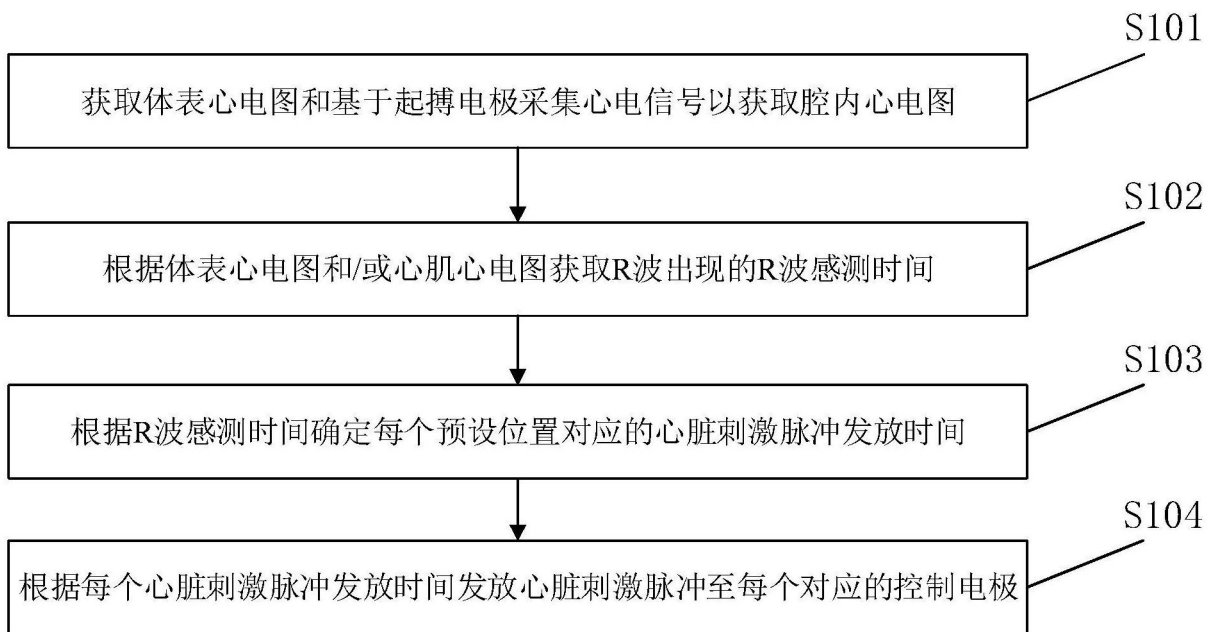 S101
获取体表心电图和基于起搏电极采集心电信号以获取腔内心电图
S102
根据体表心电图和/或心肌心电图获取R波出现的R波感测时间
S103
根据R波感测时间确定每个预设位置对应的心脏刺激脉冲发放时间
S104
根据每个心脏刺激脉冲发放时间发放心脏刺激脉冲至每个对应的控制电极